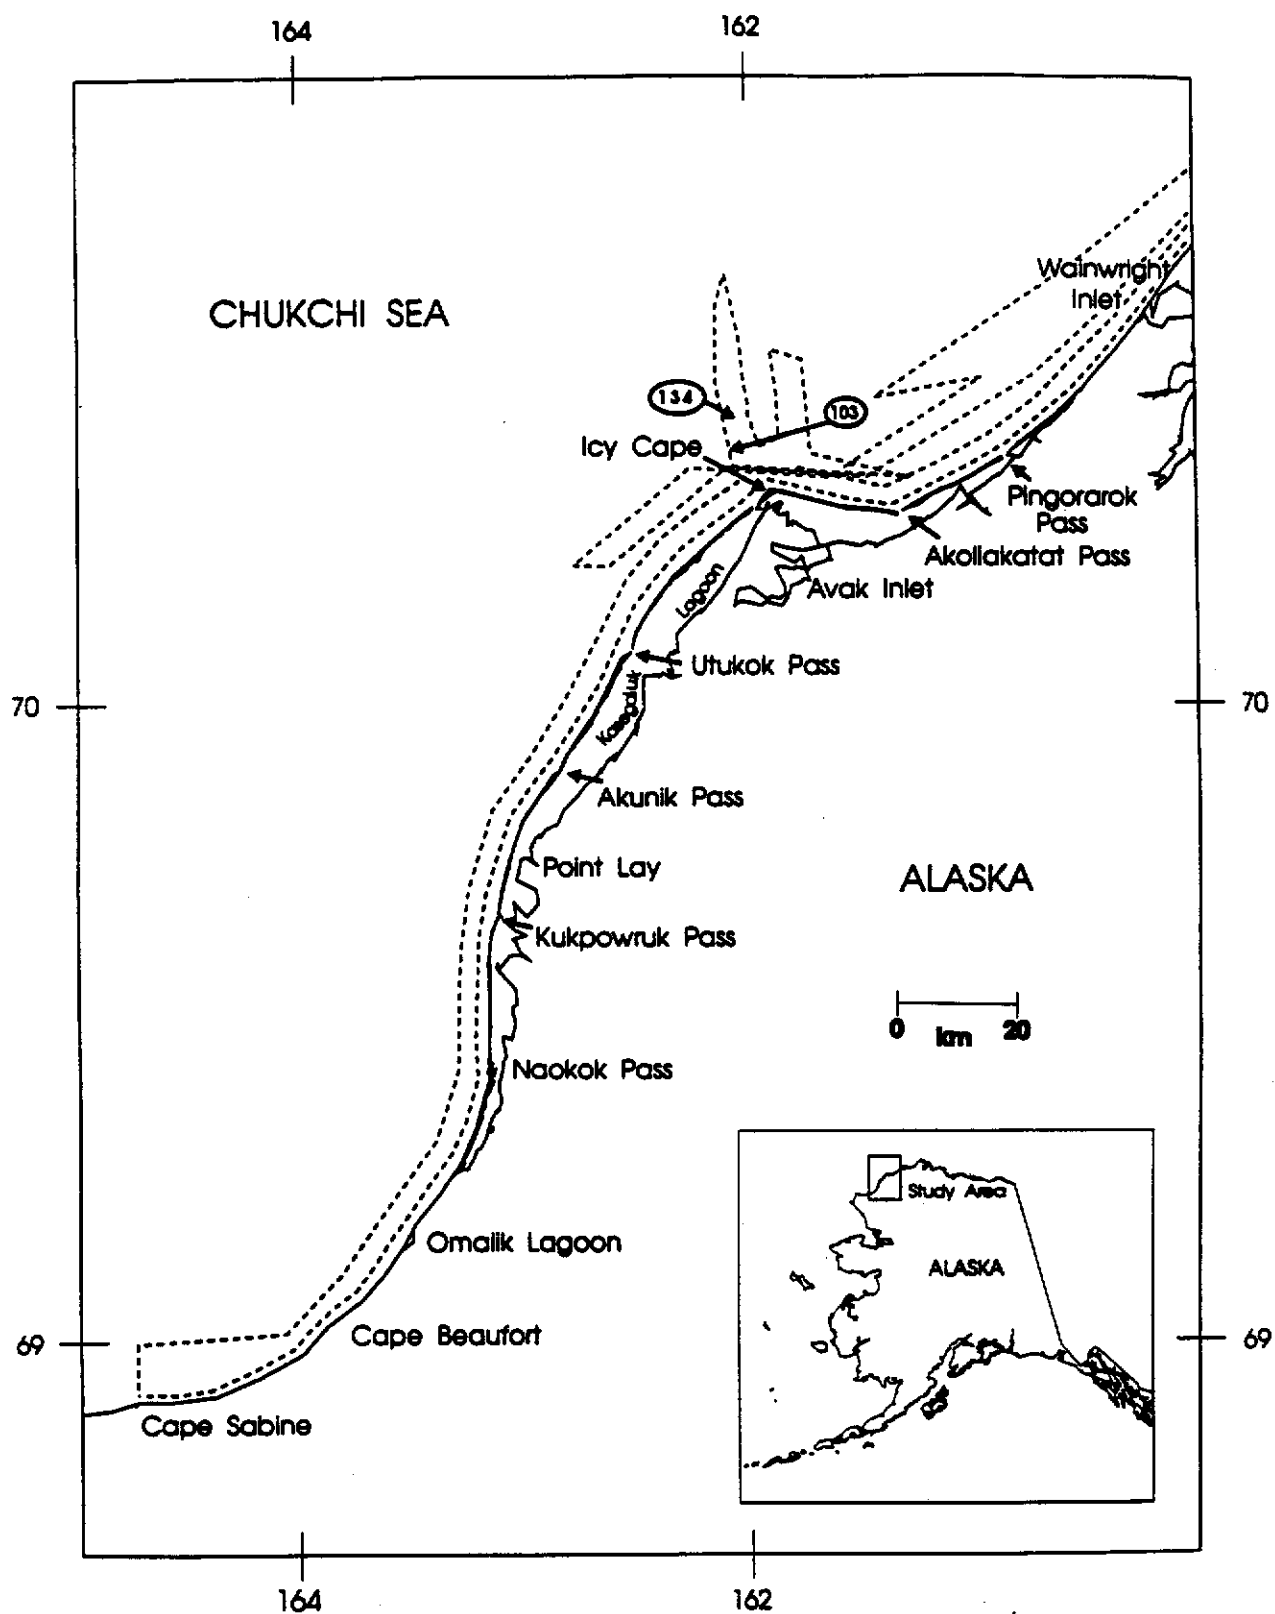 164
162
Wainwright
Inlet
CHUKCHI SEA
134
103
Icy Cape
Pingorarok
Pass
Akoliakatat Pass
Avak Inlet
Lagoon
Utukok Pass
Kasegaluk
70
70
Akunik Pass
Point Lay
ALASKA
Kukpowruk Pass
0 km 20
Naokok Pass
Study Area
Omalik Lagoon
ALASKA
Cape Beaufort
69
69
Cape Sabine
164
162